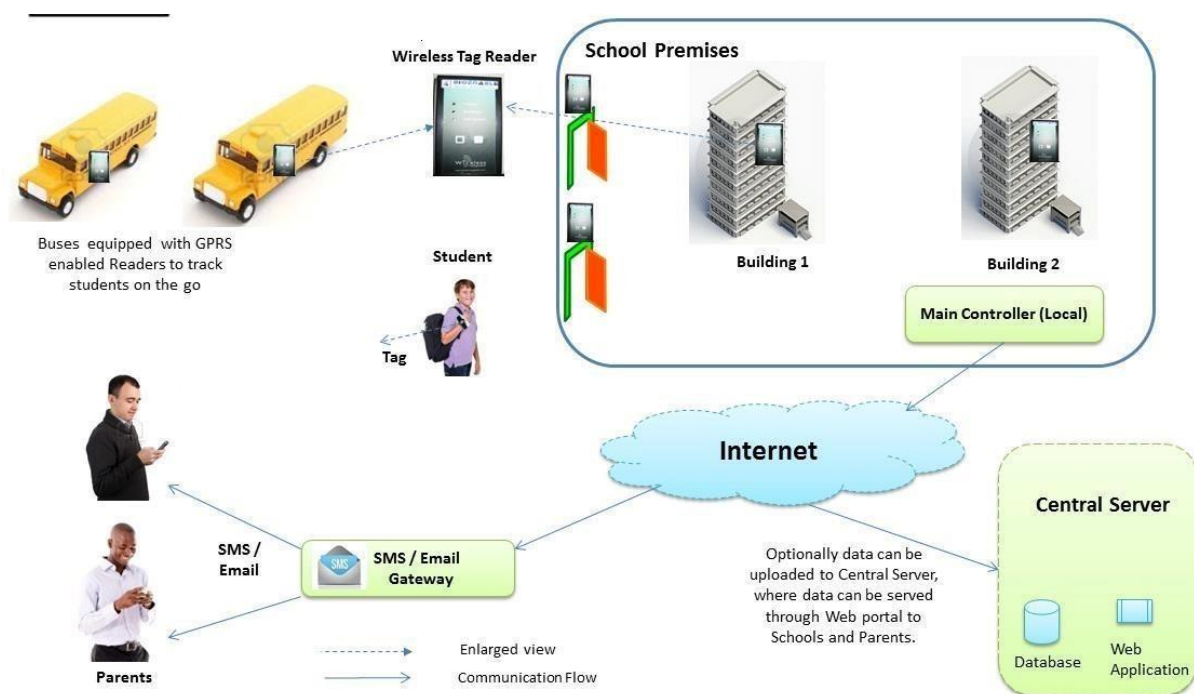 Wireless Tag Reader
School Premises
Buses equipped with GPRS
enabled Readers to track
students on the go
Student
Tag
Building 1
Building 2
Main Controller (Local)
Internet
Central Server
SMS /
Email
SMS
SMS / Email
Gateway
Optionally data can be
uploaded to Central Server,
where data can be served
through Web portal to
Schools and Parents.
Database
Web
Application
Parents
Enlarged view
Communication Flow